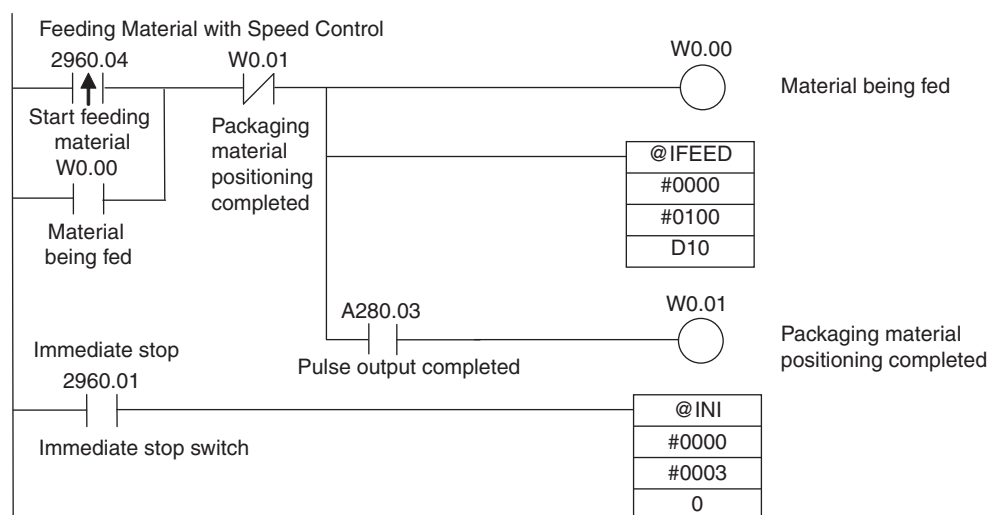 Feeding Material with Speed Control
2960.04
W0.01
W0.00
Material being fed
Start feeding
material
Packaging
material
positioning
completed
@IFEED
#0000
#0100
D10
W0.00
Material
being fed
A280.03
Pulse output completed
W0.01
Packaging material
positioning completed
Immediate stop
2960.01
Immediate stop switch
@INI
#0000
#0003
0